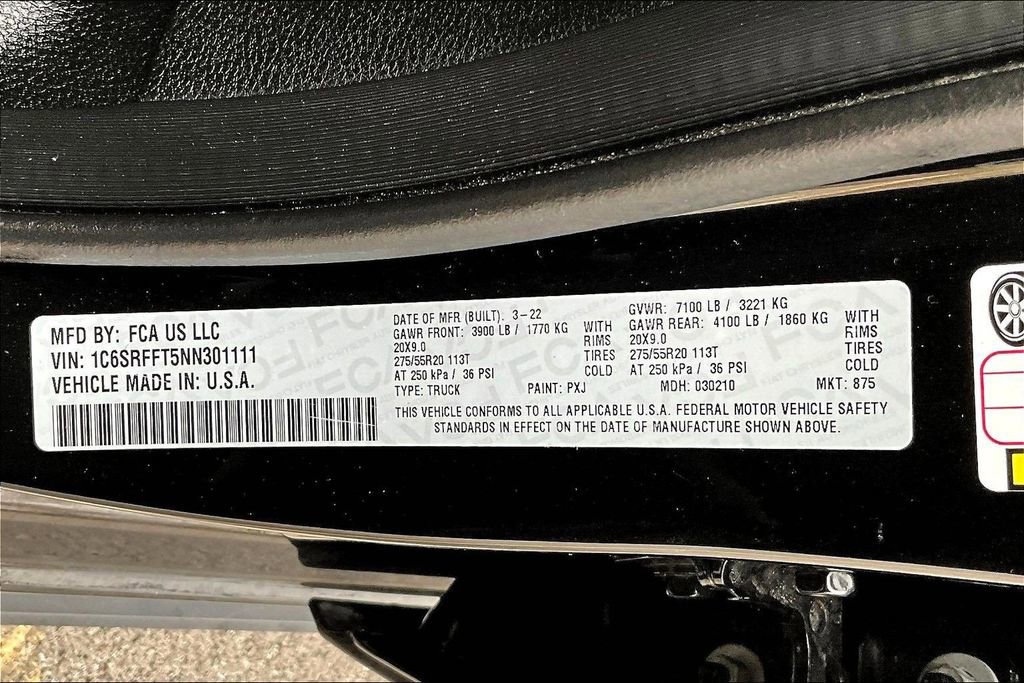 MFD BY: FCA US LLC
VIN: 1C6SRFFT5NN301111
VEHICLE MADE IN: U.S.A.
DATE OF MFR (BUILT). 3-22
GAWR FRONT: 3900 LB / 1770 KG WITH
20X9.0 RIMS
275/55R20 113T TIRES
AT 250 kPa / 36 PSI COLD
TYPE: TRUCK PAINT: PXJ
GVWR: 7100 LB / 3221 KG
GAWR REAR: 4100 LB / 1860 KG WITH
20X9.0 RIMS
275/55R20 113T TIRES
AT 250 kPa / 36 PSI COLD
MDH: 030210 MKT: 875
THIS VEHICLE CONFORMS TO ALL APPLICABLE U.S.A. FEDERAL MOTOR VEHICLE SAFETY
STANDARDS IN EFFECT ON THE DATE OF MANUFACTURE SHOWN ABOVE.